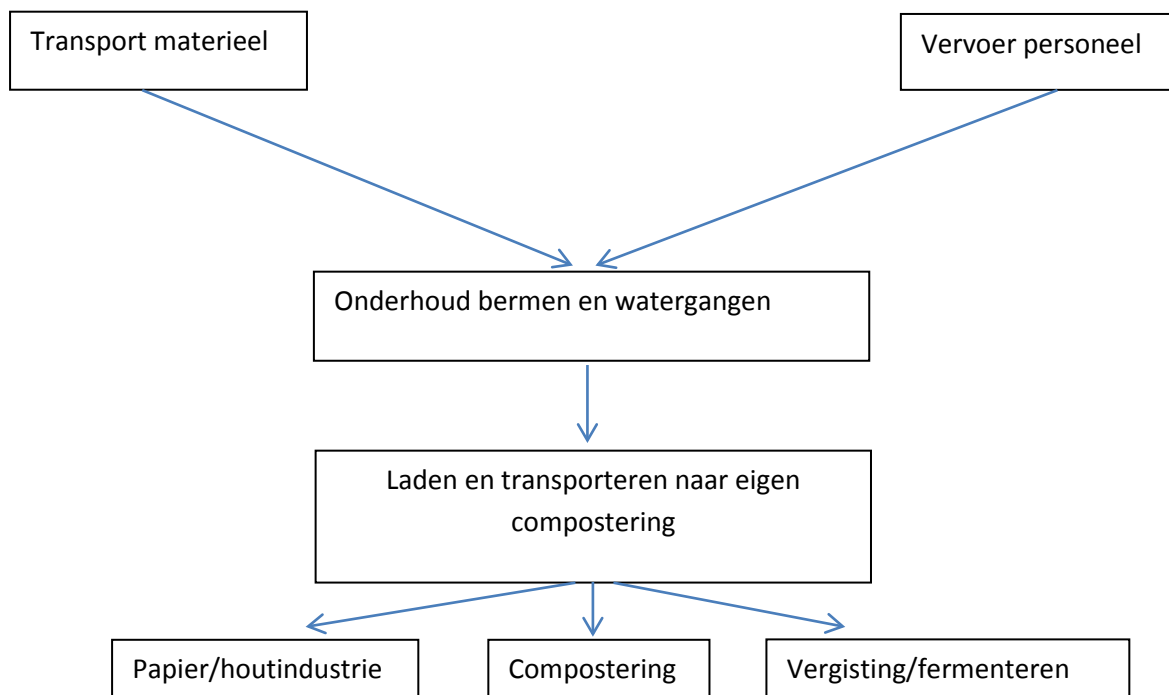 Transport materieel
Vervoer personeel
Onderhoud bermen en watergangen
Laden en transporteren naar eigen
compostering
Papier/houtindustrie
Compostering
Vergisting/fermenteren